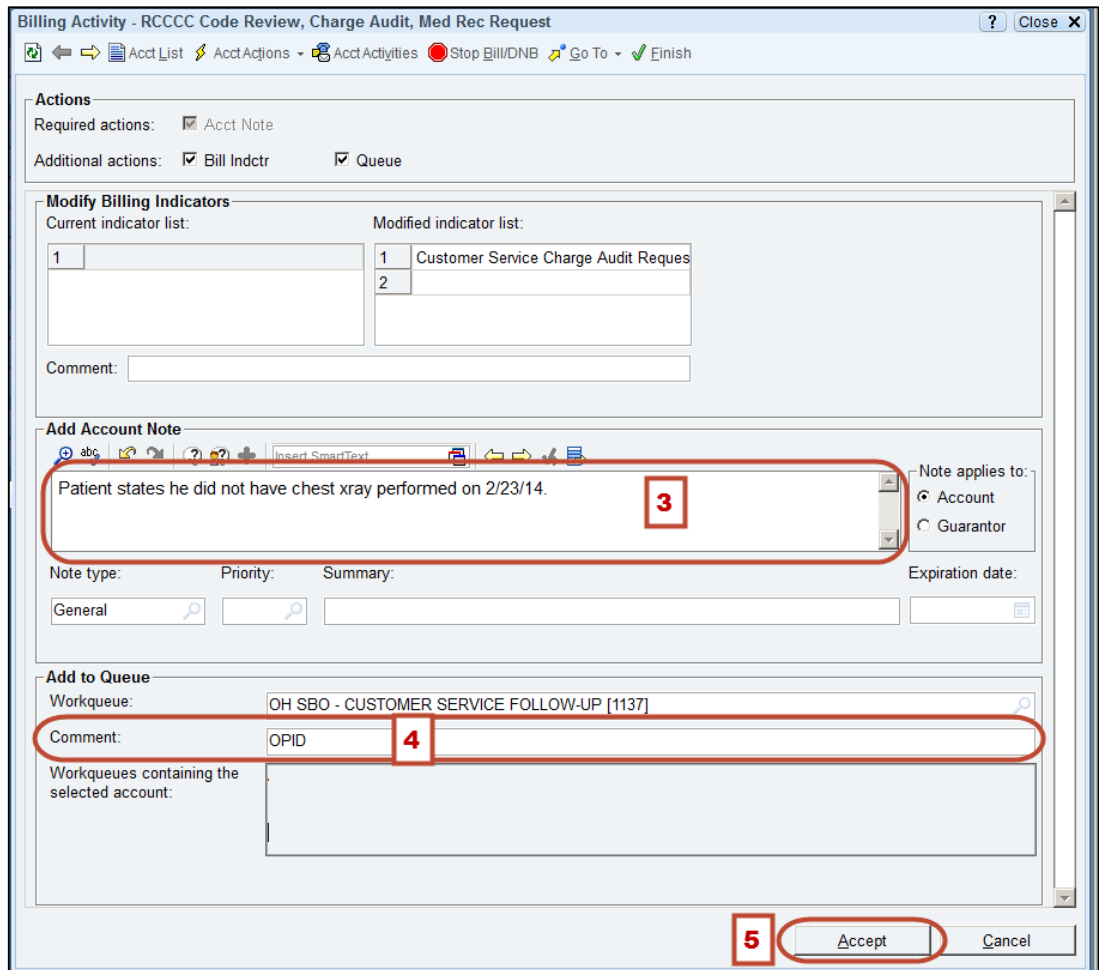 Billing Activity - RCCCC Code Review, Charge Audit, Med Rec Request ? Close X
Acct List Acct Actions Acct Activities Stop Bill/DNB Go To Finish
Actions
Required actions: Acct Note
Additional actions: Bill Indctr Queue
Modify Billing Indicators
Current indicator list: Modified indicator list:
1 1 Customer Service Charge Audit Reques
2
Comment:
Add Account Note
abc Insert SmartText
Note applies to:
Patient states he did not have chest xray performed on 2/23/14. 3
Account
Guarantor
Note type: Priority: Summary: Expiration date:
General
Add to Queue
Workqueue: OH SBO - CUSTOMER SERVICE FOLLOW-UP [1137]
Comment: OPID 4
Workqueues containing the
selected account:
5 Accept Cancel